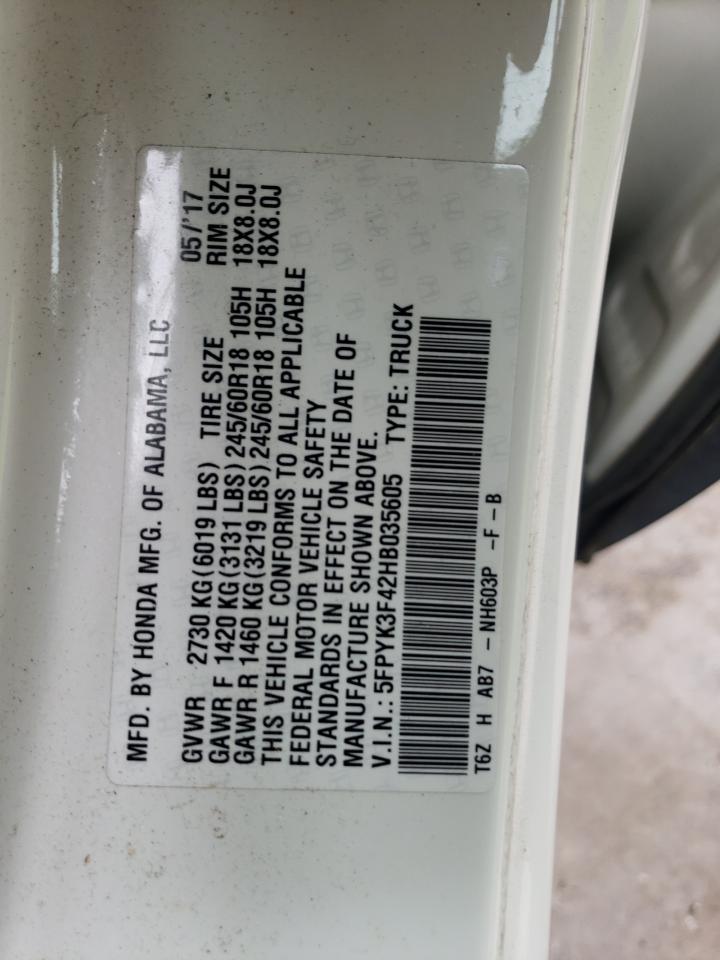 MFD. BY HONDA MFG. OF ALABAMA, LLC
05/'17
GVWR 2730 KG(6019 LBS) TIRE SIZE RIM SIZE
GAWR F 1420 KG(3131 LBS)245/60R18 105H 18X8.0J
GAWR R 1460 KG(3219 LBS)245/60R18 105H 18X8.0J
THIS VEHICLE CONFORMS TO ALL APPLICABLE
FEDERAL MOTOR VEHICLE SAFETY
STANDARDS IN EFFECT ON THE DATE OF
MANUFACTURE SHOWN ABOVE.
V.I.N.: 5FPYK3F42HB035605 TYPE: TRUCK
T6Z H AB7 - NH603P -F -B